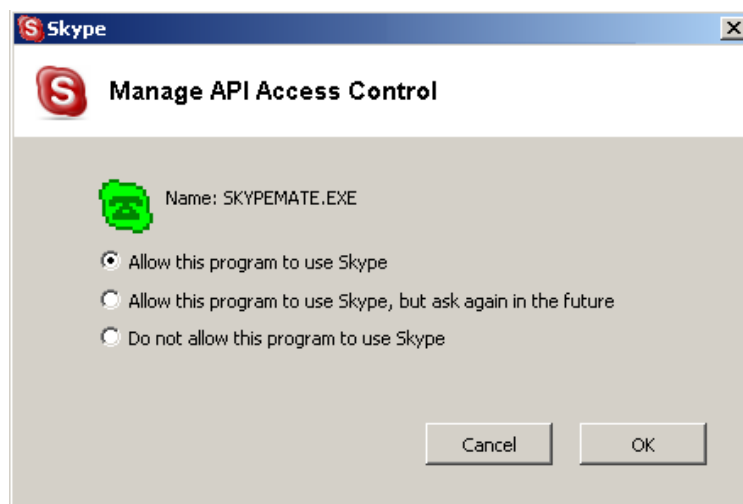 Skype
Manage API Access Control
Name: SKYPEMATE.EXE
Allow this program to use Skype
Allow this program to use Skype, but ask again in the future
Do not allow this program to use Skype
Cancel OK